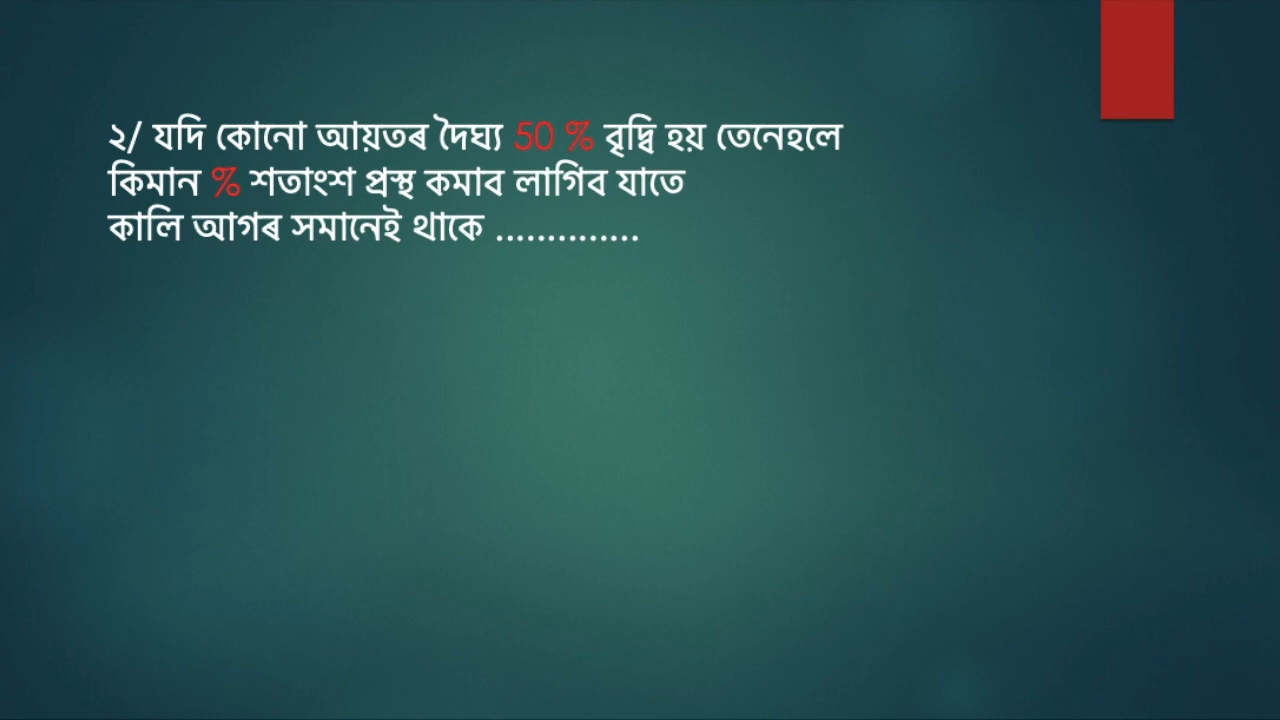 ২/ যদি কোনো আয়তৰ দৈঘ্য 50 % বৃদ্বি হয় তেনেহলে
কিমান % শতাংশ প্ৰস্থ কমাব লাগিব যাতে
কালি আগৰ সমানেই থাকে ..............